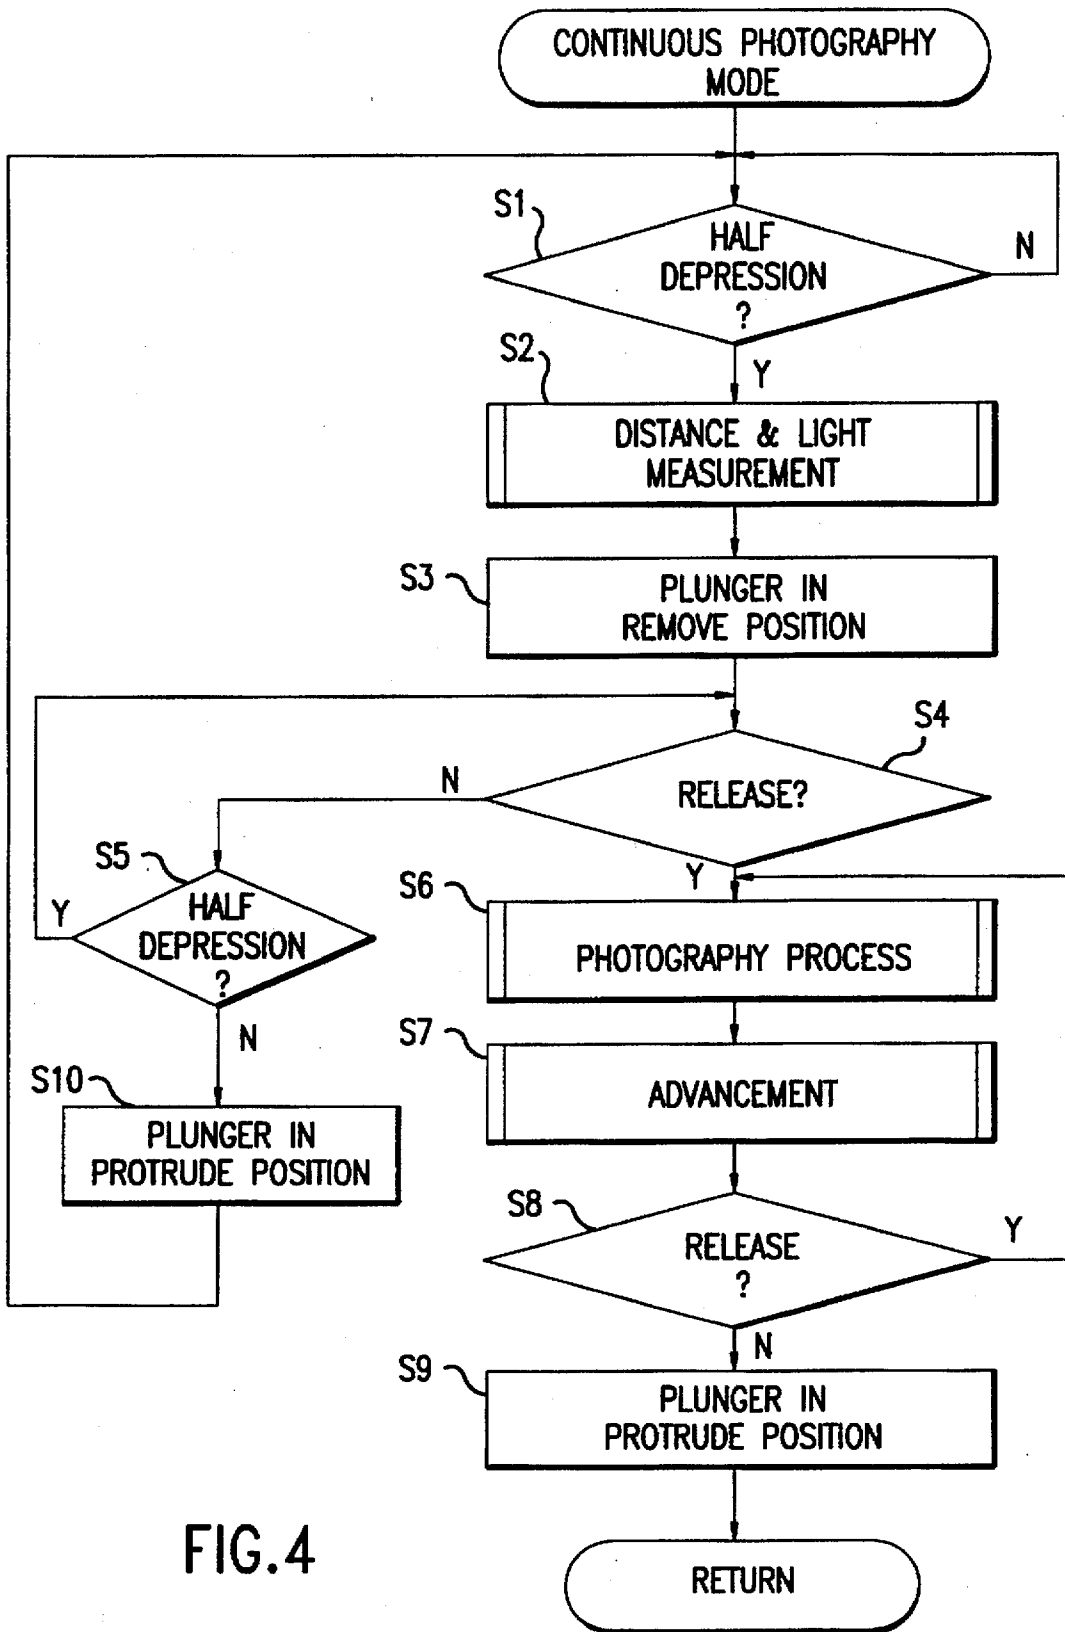 CONTINUOUS PHOTOGRAPHY
MODE
S1
HALF
DEPRESSION
?
N
Y
S2
DISTANCE & LIGHT
MEASUREMENT
S3
PLUNGER IN
REMOVE POSITION
S4
RELEASE?
N
Y
S5
HALF
DEPRESSION
?
Y
N
S6
PHOTOGRAPHY PROCESS
S7
ADVANCEMENT
S10
PLUNGER IN
PROTRUDE POSITION
S8
RELEASE
?
Y
N
S9
PLUNGER IN
PROTRUDE POSITION
RETURN
FIG.4